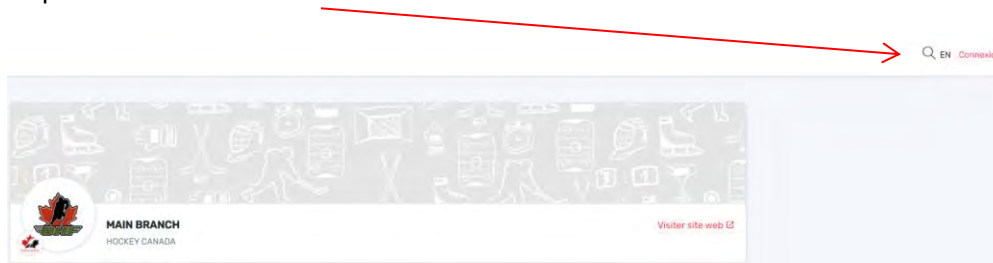 EN Connexio
MAIN BRANCH
Visiter site web
HOCKEY CANADA